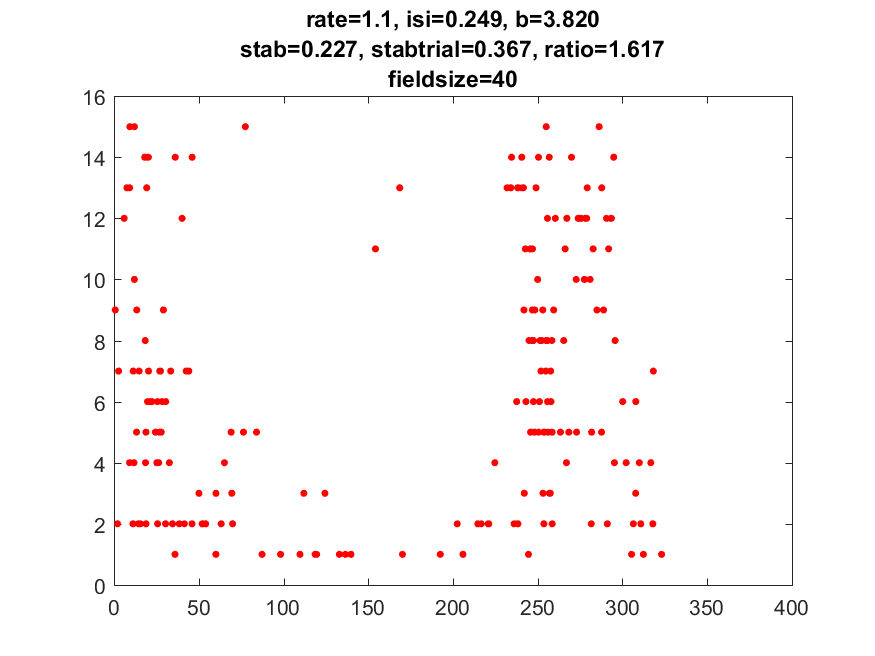 rate=1.1, isi=0.249, b=3.820
stab=0.227, stabtrial=0.367, ratio=1.617
fieldsize=40
16
14
12
10
8
6
4
2
0
0 50 100 150 200 250 300 350 400